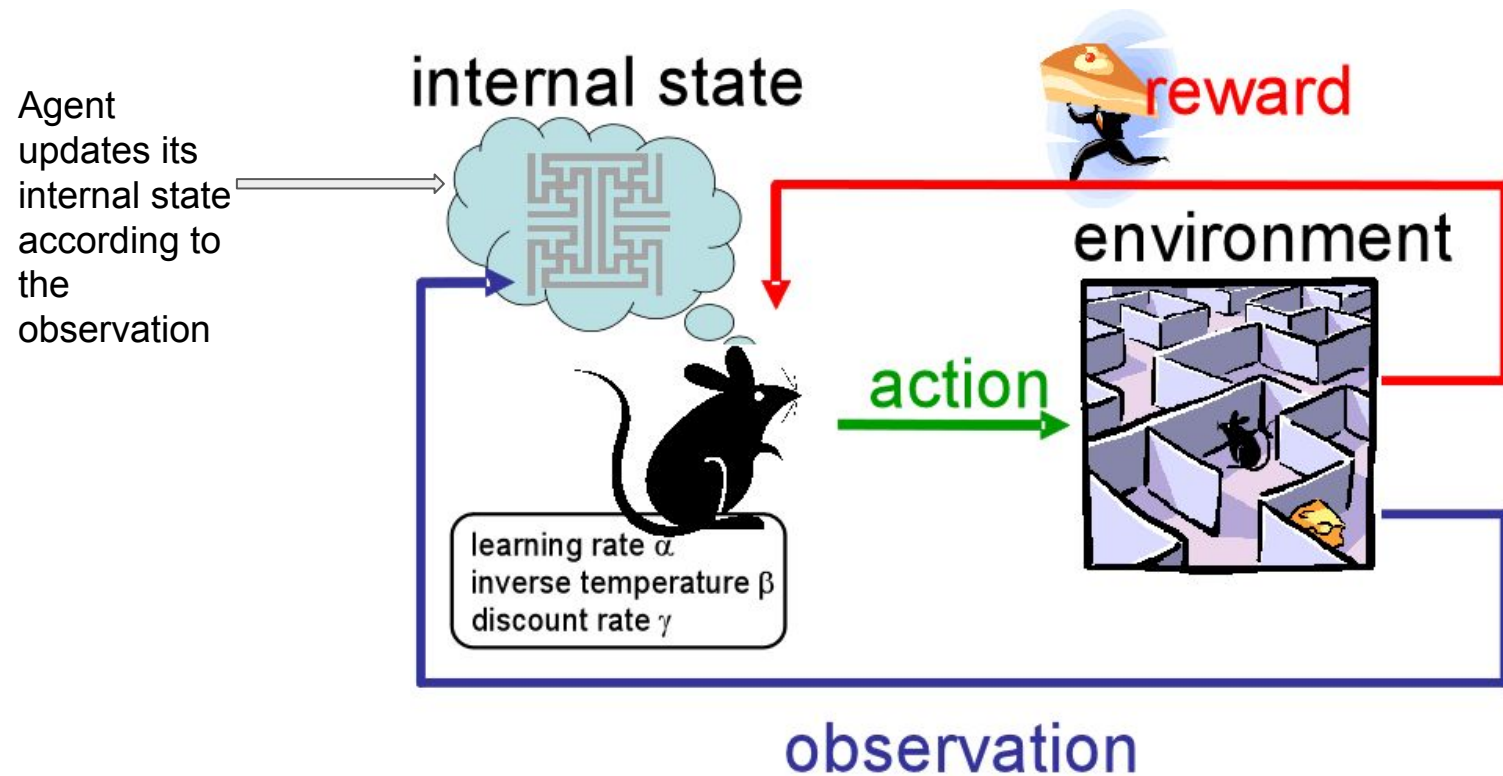 Agent
updates its
internal state
according to
the
observation
internal state
reward
environment
action
learning rate α
inverse temperature β
discount rate γ
observation